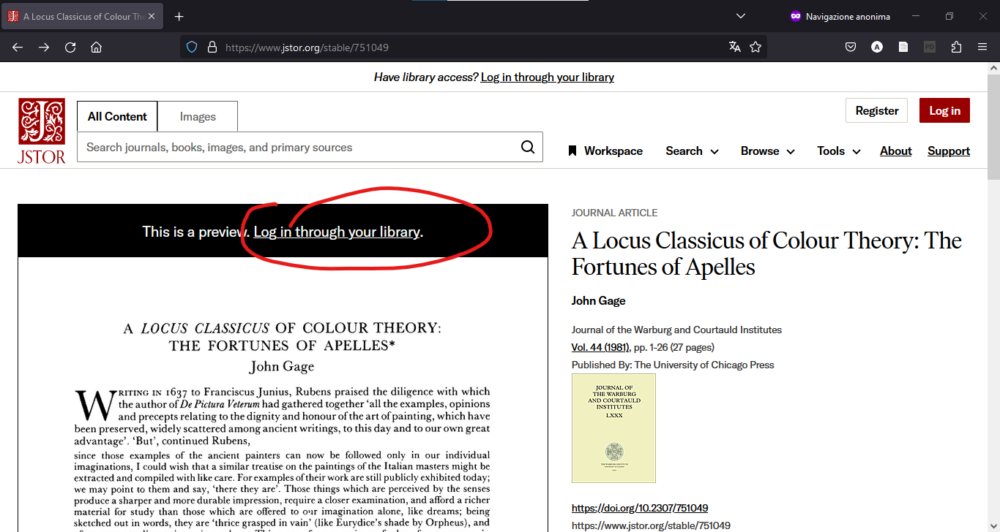 A Locus Classicus of Colour The
Navigazione anonima
https://www.jstor.org/stable/751049
A
PD
Have library access? Log in through your library
JSTOR
All Content
Images
Search journals, books, images, and primary sources
Register
Log in
Workspace
Search
Browse
Tools
About
Support
This is a preview. Log in through your library.
A LOCUS CLASSICUS OF COLOUR THEORY:
THE FORTUNES OF APELLES*
John Gage
WRITING IN 1637 to Franciscus Junius, Rubens praised the diligence with which
the author of De Pictura Veterum had gathered together ‘all the examples, opinions
and precepts relating to the dignity and honour of the art of painting, which have
been preserved, widely scattered among ancient writings, to this day and to our own great
advantage’. ‘But’, continued Rubens,
since those examples of the ancient painters can now be followed only in our individual
imaginations, I could wish that a similar treatise on the paintings of the Italian masters might be
extracted and compiled with like care. For examples of their work are still publicly exhibited today;
we may point to them and say, ‘there they are’. Those things which are perceived by the senses
produce a sharper and more durable impression, require a closer examination, and afford a richer
material for study than those which are offered to our imagination alone, like dreams; being
sketched out in words, they are ‘thrice grasped in vain’ (like Eurydice’s shade by Orpheus), and
JOURNAL ARTICLE
A Locus Classicus of Colour Theory: The
Fortunes of Apelles
John Gage
Journal of the Warburg and Courtauld Institutes
Vol. 44 (1981), pp. 1-26 (27 pages)
Published By: The University of Chicago Press
JOURNAL OF
THE WARBURG
AND COURTAULD
INSTITUTES
LXXX
THE WARBURG INSTITUTE
https://doi.org/10.2307/751049
https://www.jstor.org/stable/751049